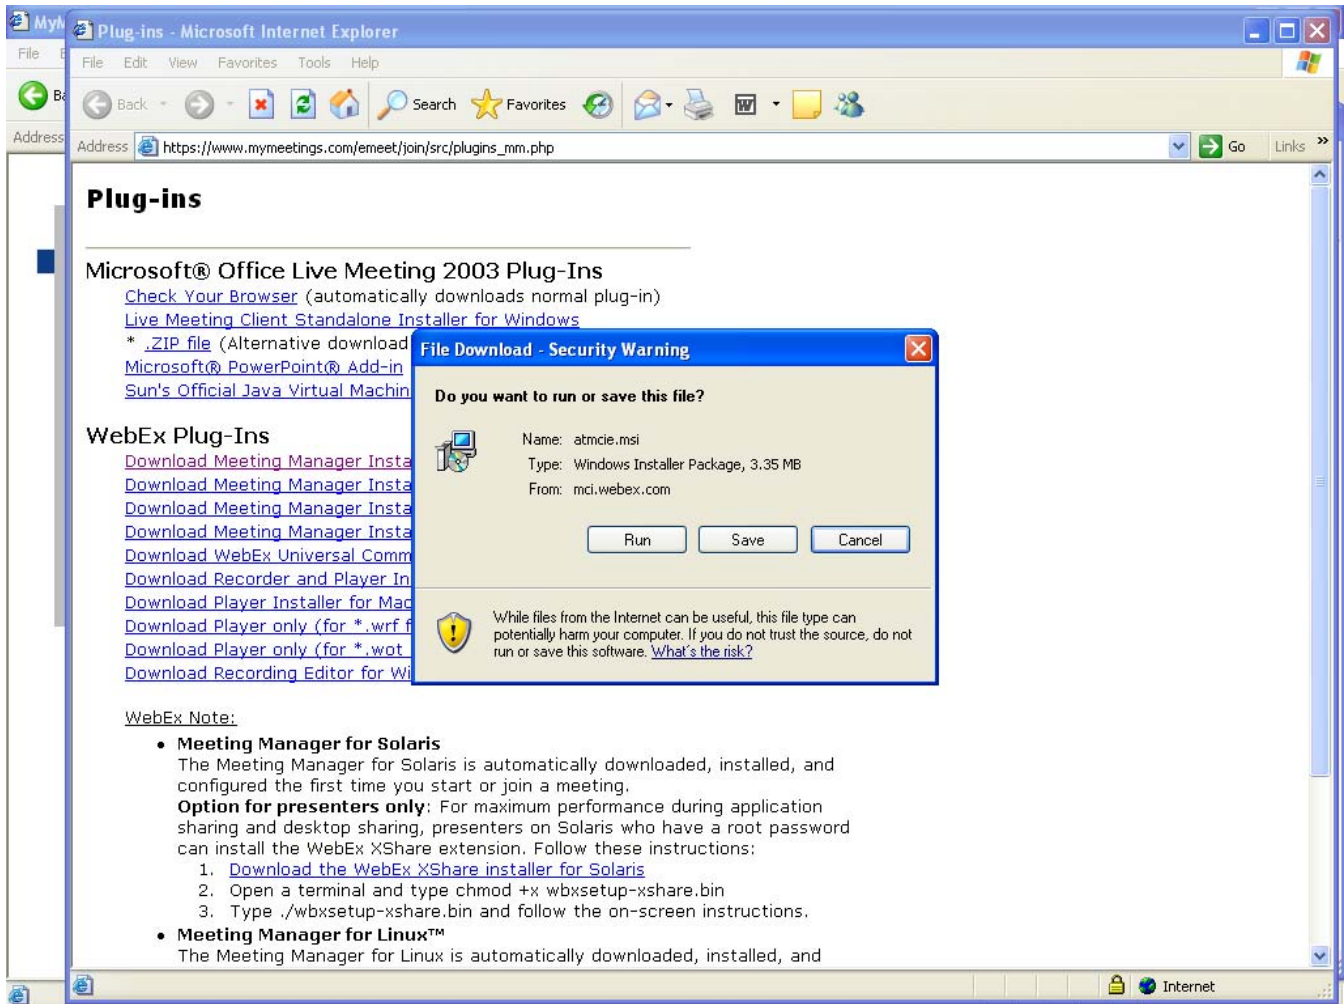 MyM
Plug-ins - Microsoft Internet Explorer
File
File Edit View Favorites Tools Help
Back Search Favorites
Address
Address https://www.mymeetings.com/emeet/join/src/plugins_mm.php Go Links »
Plug-ins
Microsoft® Office Live Meeting 2003 Plug-Ins
Check Your Browser (automatically downloads normal plug-in)
Live Meeting Client Standalone Installer for Windows
* .ZIP file (Alternative download
Microsoft® PowerPoint® Add-in
Sun's Official Java Virtual Machin
WebEx Plug-Ins
Download Meeting Manager Insta
Download Meeting Manager Insta
Download Meeting Manager Insta
Download Meeting Manager Insta
Download WebEx Universal Comm
Download Recorder and Player In
Download Player Installer for Mac
Download Player only (for *.wrf f
Download Player only (for *.wot
Download Recording Editor for Wi
File Download - Security Warning
Do you want to run or save this file?
Name: atmcie.msi
Type: Windows Installer Package, 3.35 MB
From: mci.webex.com
Run Save Cancel
While files from the Internet can be useful, this file type can
potentially harm your computer. If you do not trust the source, do not
run or save this software. What's the risk?
WebEx Note:
• Meeting Manager for Solaris
The Meeting Manager for Solaris is automatically downloaded, installed, and
configured the first time you start or join a meeting.
Option for presenters only: For maximum performance during application
sharing and desktop sharing, presenters on Solaris who have a root password
can install the WebEx XShare extension. Follow these instructions:
1. Download the WebEx XShare installer for Solaris
2. Open a terminal and type chmod +x wbxsetup-xshare.bin
3. Type ./wbxsetup-xshare.bin and follow the on-screen instructions.
• Meeting Manager for Linux™
The Meeting Manager for Linux is automatically downloaded, installed, and
Internet